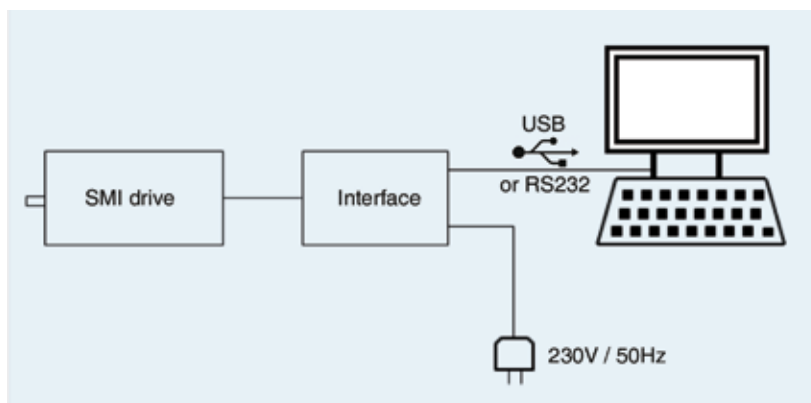 USB
or RS232
SMI drive
Interface
230V / 50Hz